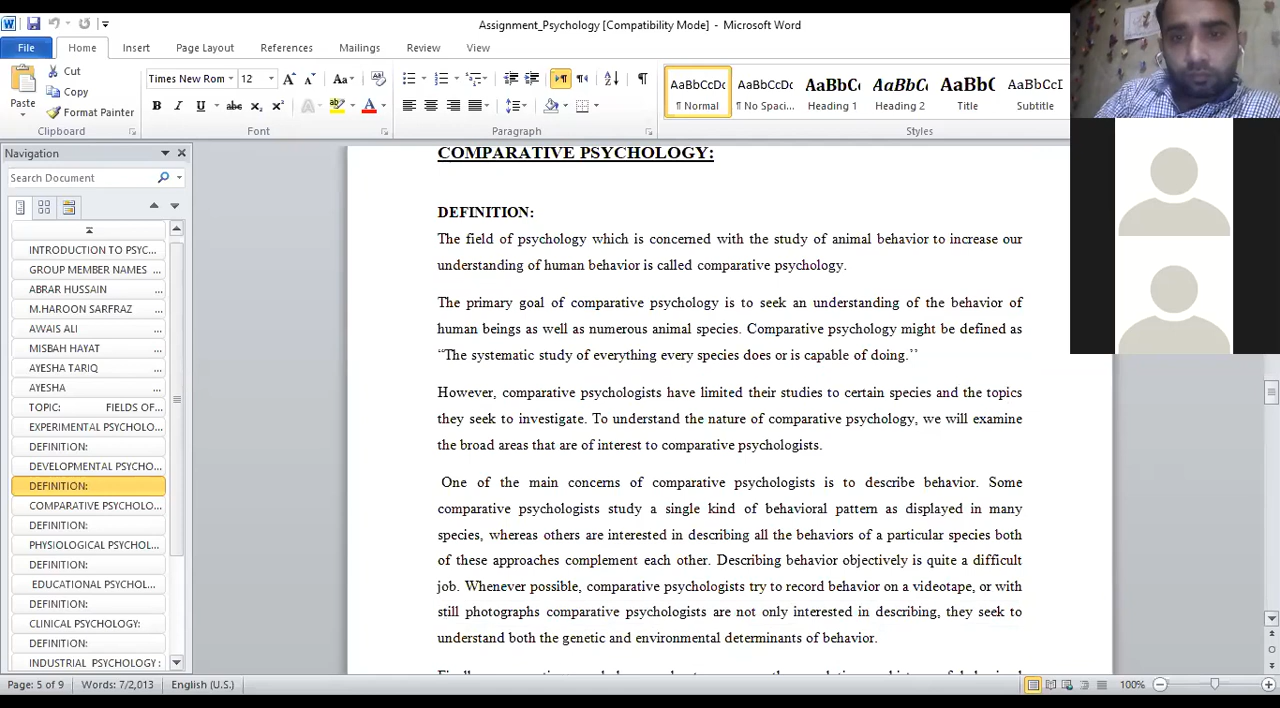 Assignment_Psychology [Compatibility Mode] - Microsoft Word
File Home Insert Page Layout References Mailings Review View
Cut
Copy
Format Painter
Paste
Times New Rom 12
AaBbCcDc AaBbCcDc AaBbC AaBbC AaBb( AaBbCcD
¶ Normal ¶ No Spaci... Heading 1 Heading 2 Title Subtitle
Clipboard Font Paragraph Styles
Navigation
Search Document
INTRODUCTION TO PSYC...
GROUP MEMBER NAMES ...
ABRAR HUSSAIN ...
M.HAROON SARFRAZ ...
AWAIS ALI ...
MISBAH HAYAT ...
AYESHA TARIQ ...
AYESHA ...
TOPIC: FIELDS OF...
EXPERIMENTAL PSYCHOLO...
DEFINITION:
DEVELOPMENTAL PSYCHO...
DEFINITION:
COMPARATIVE PSYCHOLO...
DEFINITION:
PHYSIOLOGICAL PSYCHOL...
DEFINITION:
EDUCATIONAL PSYCHOL...
DEFINITION:
CLINICAL PSYCHOLOGY:
DEFINITION:
INDUSTRIAL PSYCHOLOGY :
COMPARATIVE PSYCHOLOGY:
DEFINITION:
The field of psychology which is concerned with the study of animal behavior to increase our
understanding of human behavior is called comparative psychology.
The primary goal of comparative psychology is to seek an understanding of the behavior of
human beings as well as numerous animal species. Comparative psychology might be defined as
“The systematic study of everything every species does or is capable of doing.’’
However, comparative psychologists have limited their studies to certain species and the topics
they seek to investigate. To understand the nature of comparative psychology, we will examine
the broad areas that are of interest to comparative psychologists.
One of the main concerns of comparative psychologists is to describe behavior. Some
comparative psychologists study a single kind of behavioral pattern as displayed in many
species, whereas others are interested in describing all the behaviors of a particular species both
of these approaches complement each other. Describing behavior objectively is quite a difficult
job. Whenever possible, comparative psychologists try to record behavior on a videotape, or with
still photographs comparative psychologists are not only interested in describing, they seek to
understand both the genetic and environmental determinants of behavior.
Page: 5 of 9 Words: 7/2,013 English (U.S.) 100%